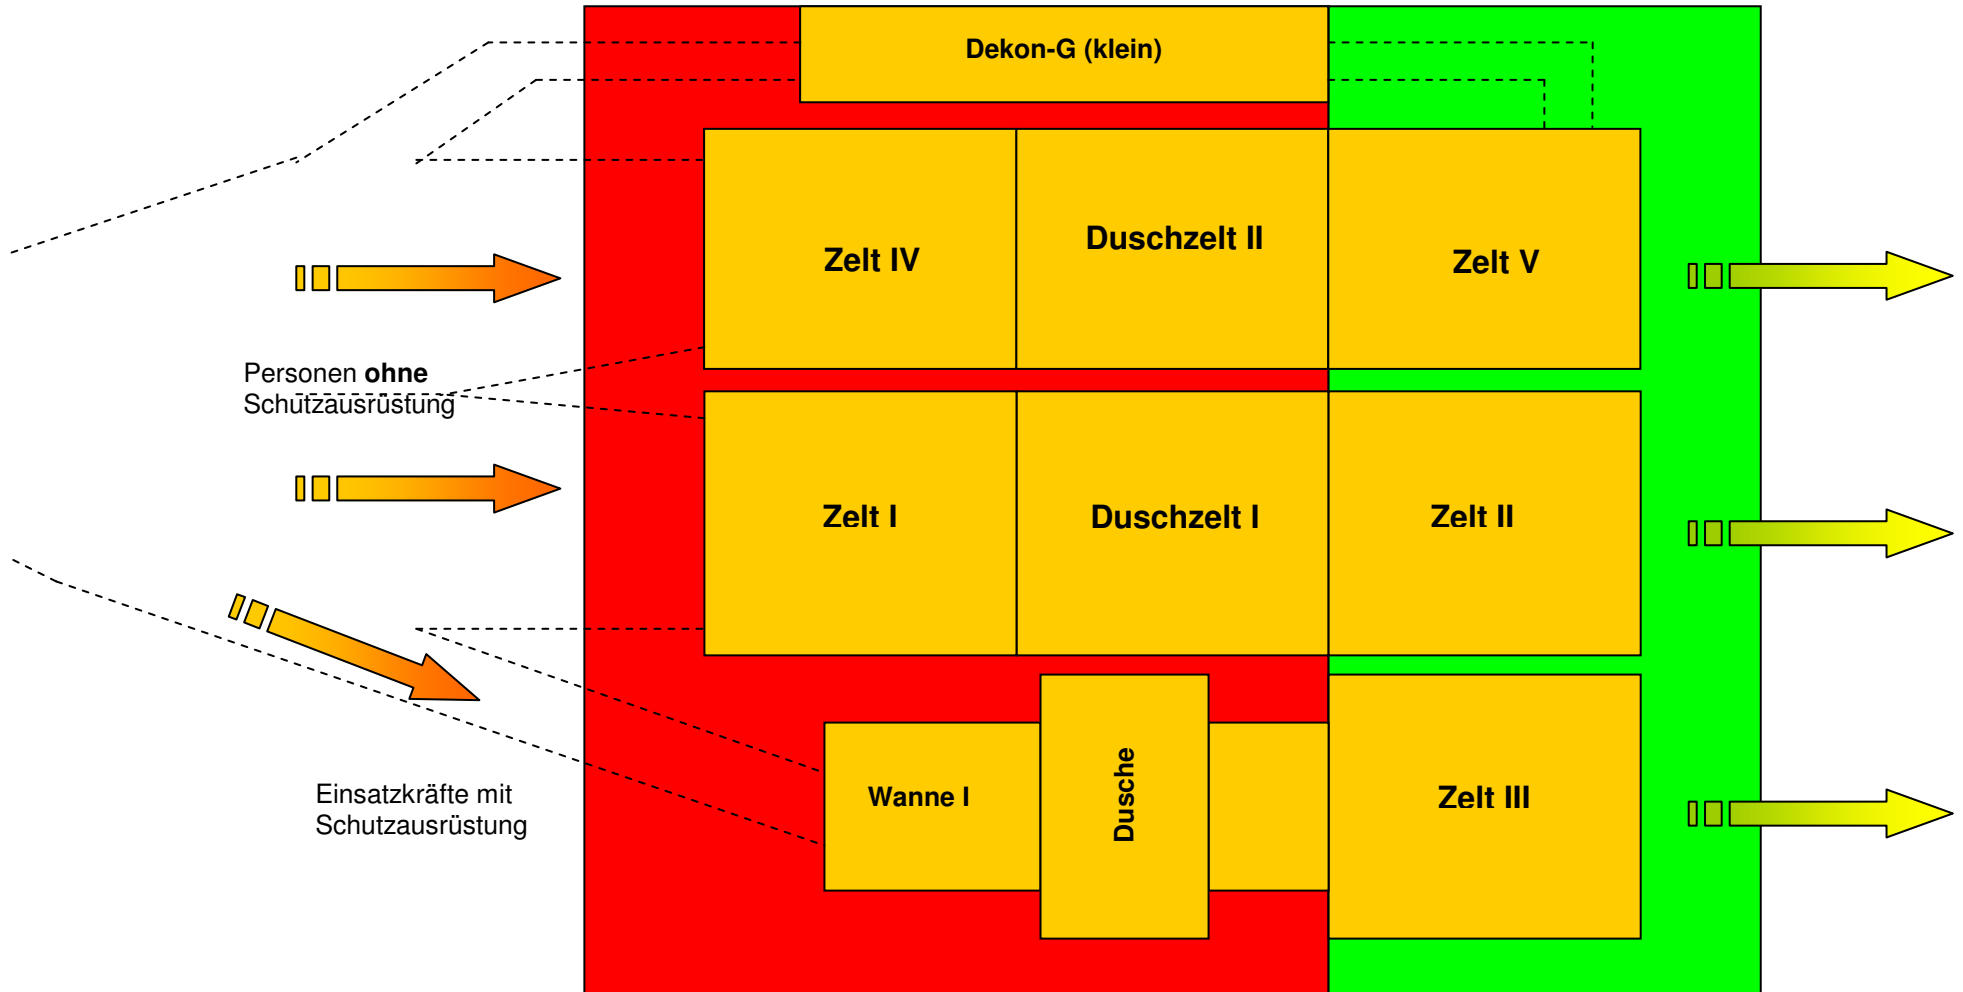 Dekon-G (klein)
Zelt IV
Duschzelt II
Zelt V
Personen ohne
Schutzausrüstung
Zelt I
Duschzelt I
Zelt II
Einsatzkräfte mit
Schutzausrüstung
Wanne I
Dusche
Zelt III